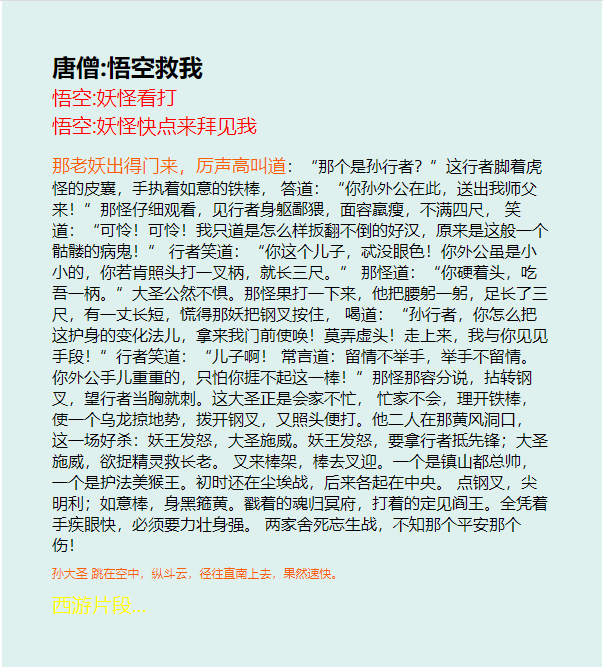 唐僧:悟空救我
悟空:妖怪看打
悟空:妖怪快点来拜见我
那老妖出得门来，厉声高叫道：“那个是孙行者？”这行者脚着虎
怪的皮囊，手执着如意的铁棒， 答道：“你孙外公在此，送出我师父
来！”那怪仔细观看，见行者身躯鄙猥，面容羸瘦，不满四尺， 笑
道：“可怜！可怜！我只道是怎么样扳翻不倒的好汉，原来是这般一个
骷髅的病鬼！” 行者笑道：“你这个儿子，忒没眼色！你外公虽是小
小的，你若肯照头打一叉柄，就长三尺。” 那怪道：“你硬着头，吃
吾一柄。”大圣公然不惧。那怪果打一下来，他把腰躬一躬，足长了三
尺，有一丈长短，慌得那妖把钢叉按住， 喝道：“孙行者，你怎么把
这护身的变化法儿，拿来我门前使唤！莫弄虚头！走上来，我与你见见
手段！”行者笑道：“儿子啊！ 常言道：留情不举手，举手不留情。
你外公手儿重重的，只怕你捱不起这一棒！”那怪那容分说，拈转钢
叉，望行者当胸就刺。这大圣正是会家不忙， 忙家不会，理开铁棒，
使一个乌龙掠地势，拨开钢叉，又照头便打。他二人在那黄风洞口，
这一场好杀：妖王发怒，大圣施威。妖王发怒，要拿行者抵先锋；大圣
施威，欲捉精灵救长老。 叉来棒架，棒去叉迎。一个是镇山都总帅，
一个是护法美猴王。初时还在尘埃战，后来各起在中央。 点钢叉，尖
明利；如意棒，身黑箍黄。戳着的魂归冥府，打着的定见阎王。全凭着
手疾眼快，必须要力壮身强。 两家舍死忘生战，不知那个平安那个
伤！
孙大圣 跳在空中，纵斗云，径往直南上去，果然速快。
西游片段...